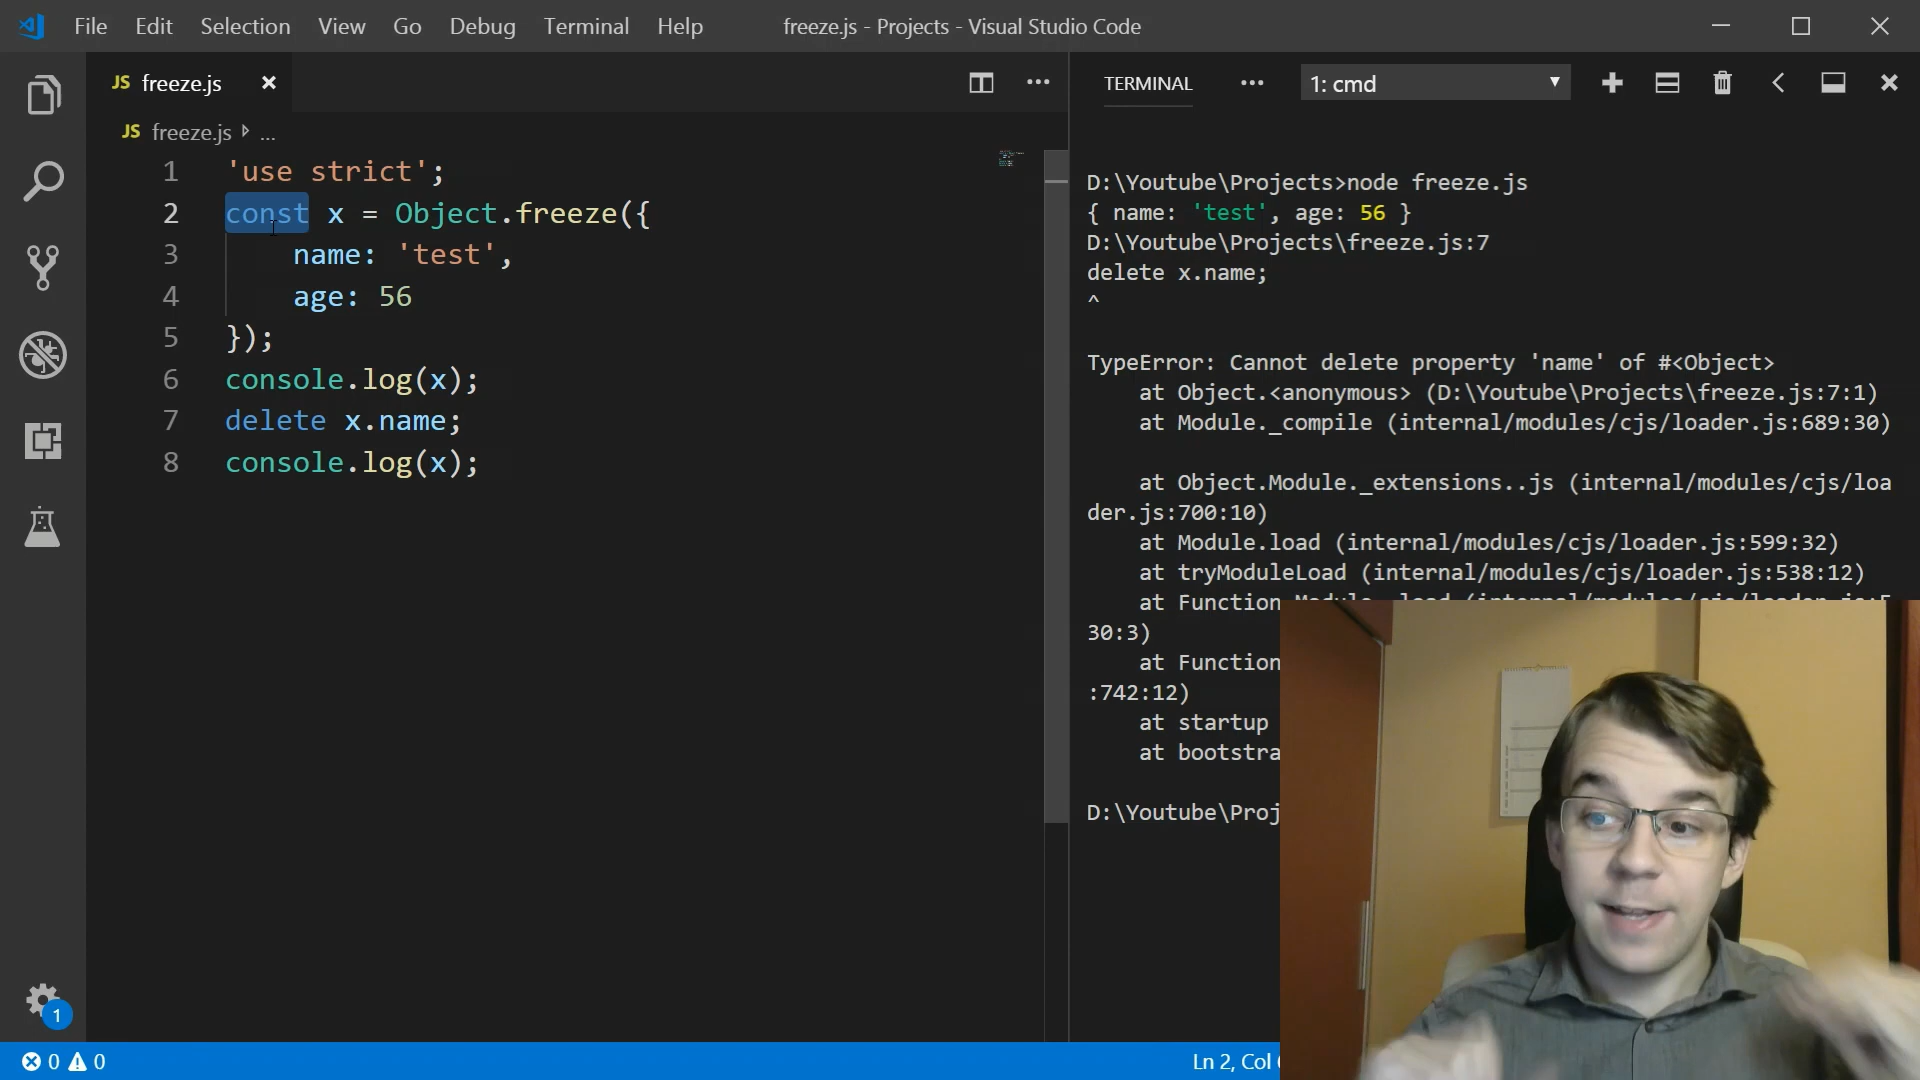 File Edit Selection View Go Debug Terminal Help
freeze.js - Projects - Visual Studio Code
JS freeze.js
JS freeze.js ...
1 'use strict';
2 const x = Object.freeze({
3 name: 'test',
4 age: 56
5 });
6 console.log(x);
7 delete x.name;
8 console.log(x);
TERMINAL ... 1: cmd
D:\Youtube\Projects>node freeze.js
{ name: 'test', age: 56 }
D:\Youtube\Projects\freeze.js:7
delete x.name;
^
TypeError: Cannot delete property 'name' of #<Object>
at Object.<anonymous> (D:\Youtube\Projects\freeze.js:7:1)
at Module._compile (internal/modules/cjs/loader.js:689:30)
at Object.Module._extensions..js (internal/modules/cjs/loa
der.js:700:10)
at Module.load (internal/modules/cjs/loader.js:599:32)
at tryModuleLoad (internal/modules/cjs/loader.js:538:12)
at Function
30:3)
at Function
:742:12)
at startup
at bootstra
D:\Youtube\Proj
1
0 0
Ln 2, Col